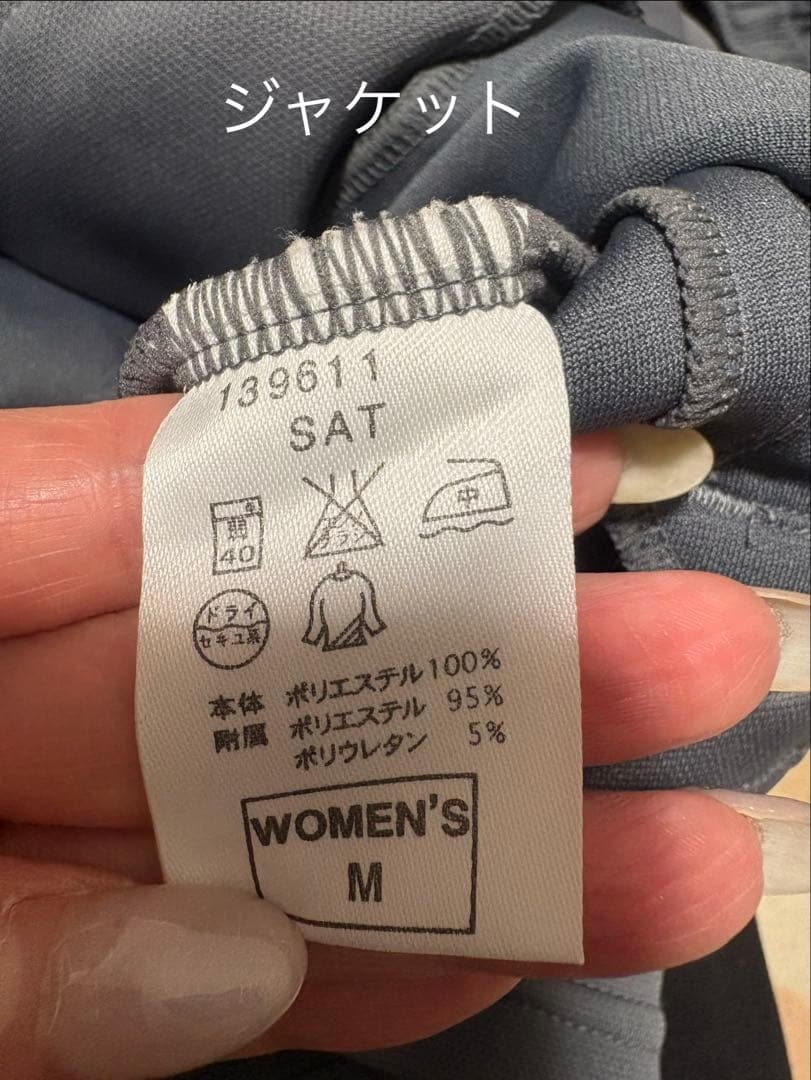 ジャケット
139611
SAT
弱
40
中
ドライ
セキユ系
本体 ポリエステル100%
附属 ポリエステル 95%
ポリウレタン 5%
WOMEN'S
M